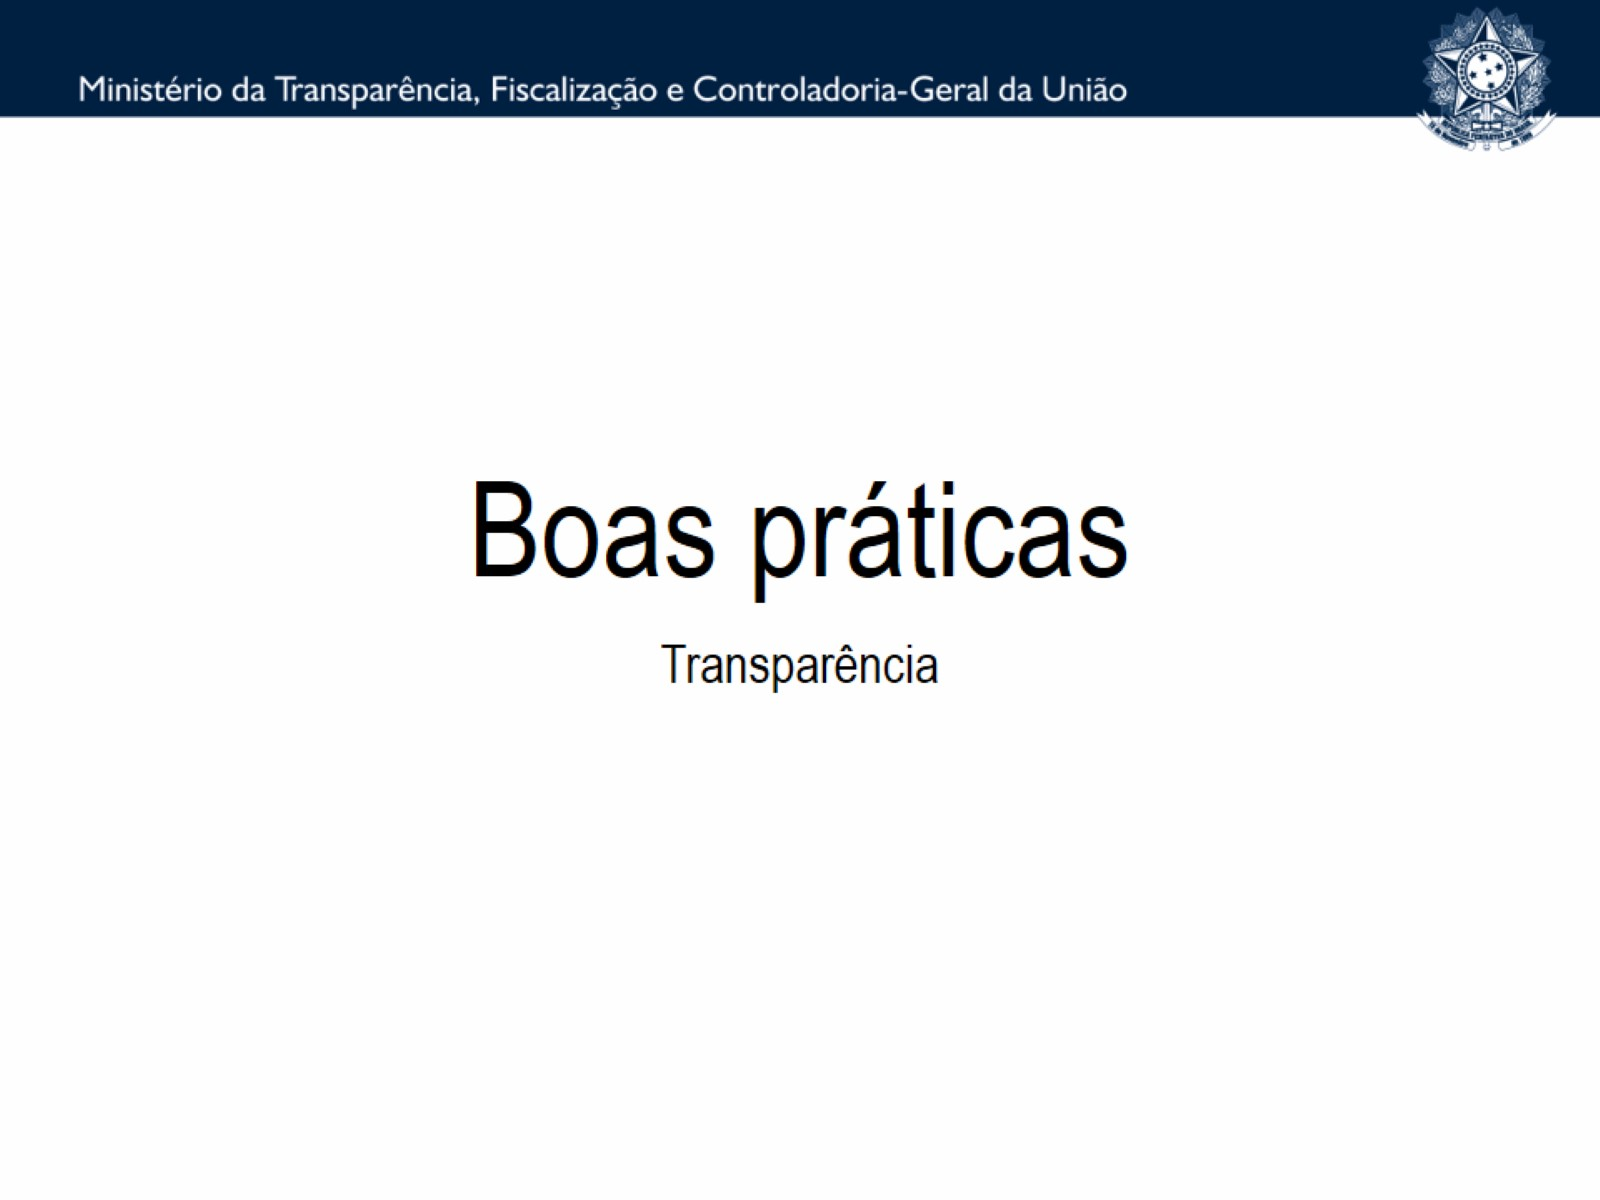 Ministério da Transparência, Fiscalização e Controladoria-Geral da União
Boas práticas
Transparência